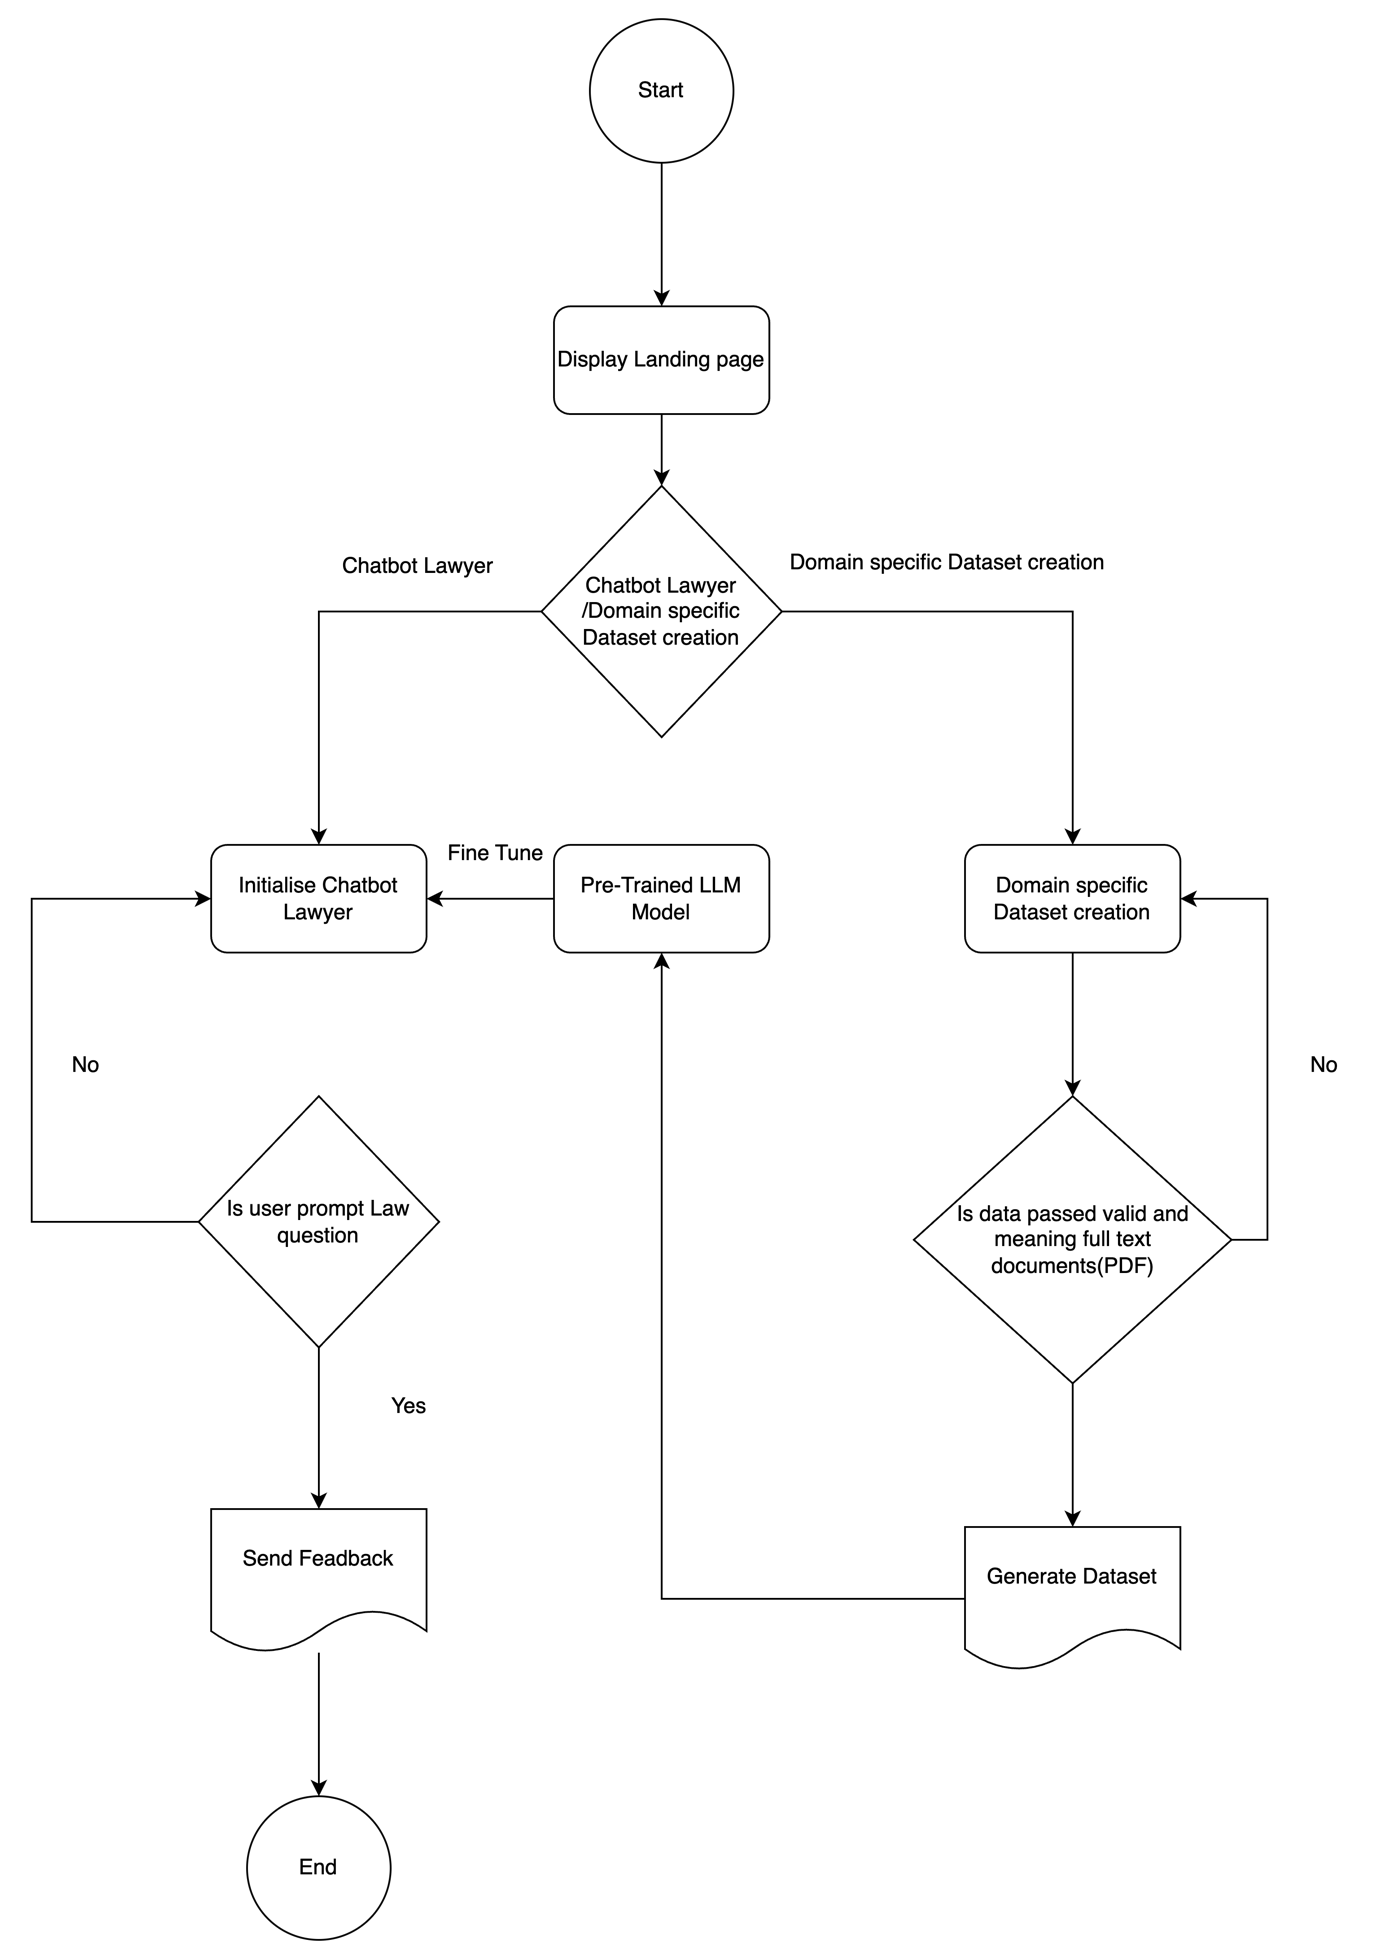 Start
Display Landing page
Chatbot Lawyer
Domain specific Dataset creation
Chatbot Lawyer
/Domain specific
Dataset creation
Fine Tune
Initialise Chatbot
Lawyer
Pre-Trained LLM
Model
Domain specific
Dataset creation
No
No
Is user prompt Law
question
Is data passed valid and
meaning full text
documents(PDF)
Yes
Send Feadback
Generate Dataset
End